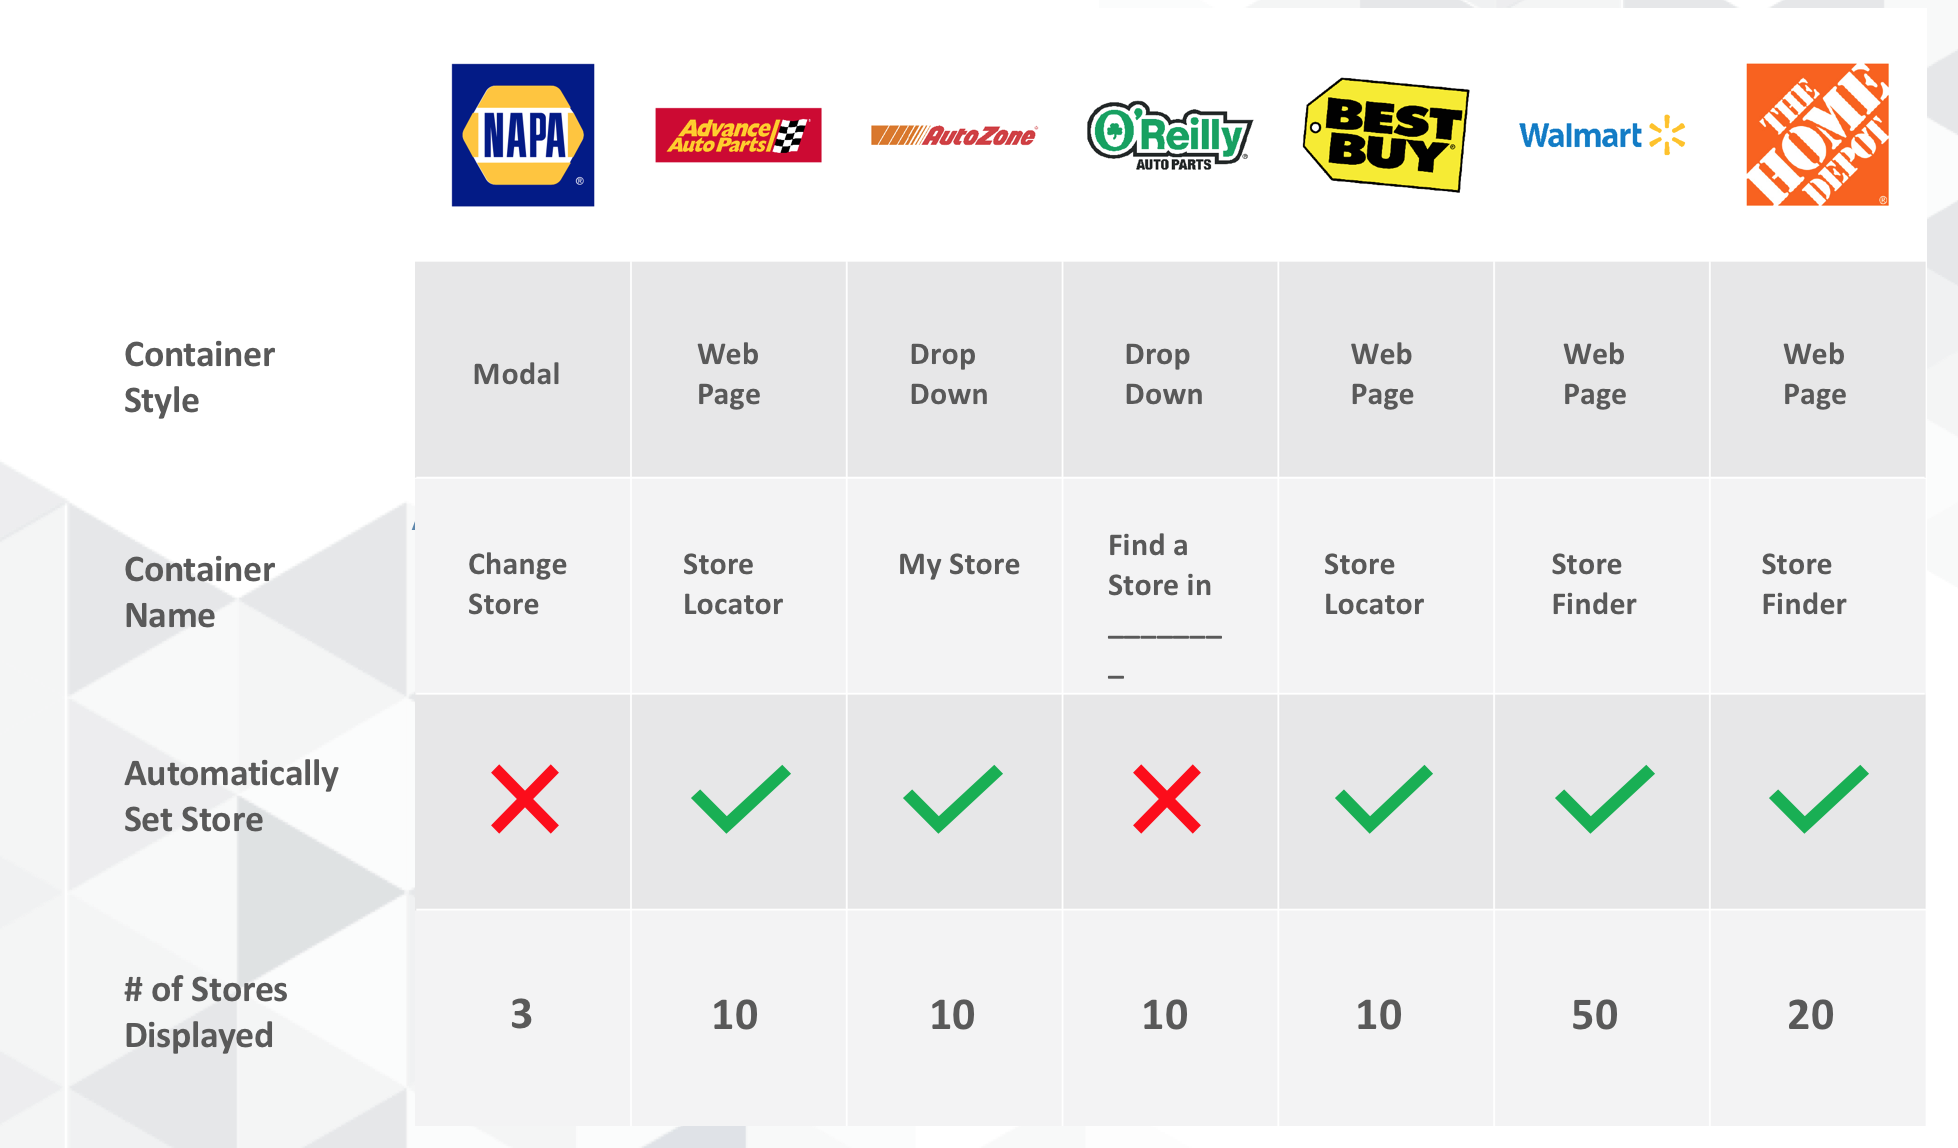 NAPA
®
Advance
Auto Parts
AutoZone
O'Reilly
AUTO PARTS
BEST
BUY
Walmart
THE
HOME
DEPOT
®
Container
Style
Modal
Web
Page
Drop
Down
Drop
Down
Web
Page
Web
Page
Web
Page
Container
Name
Change
Store
Store
Locator
My Store
Find a
Store in
_______
_
Store
Locator
Store
Finder
Store
Finder
Automatically
Set Store
# of Stores
Displayed
3
10
10
10
10
50
20